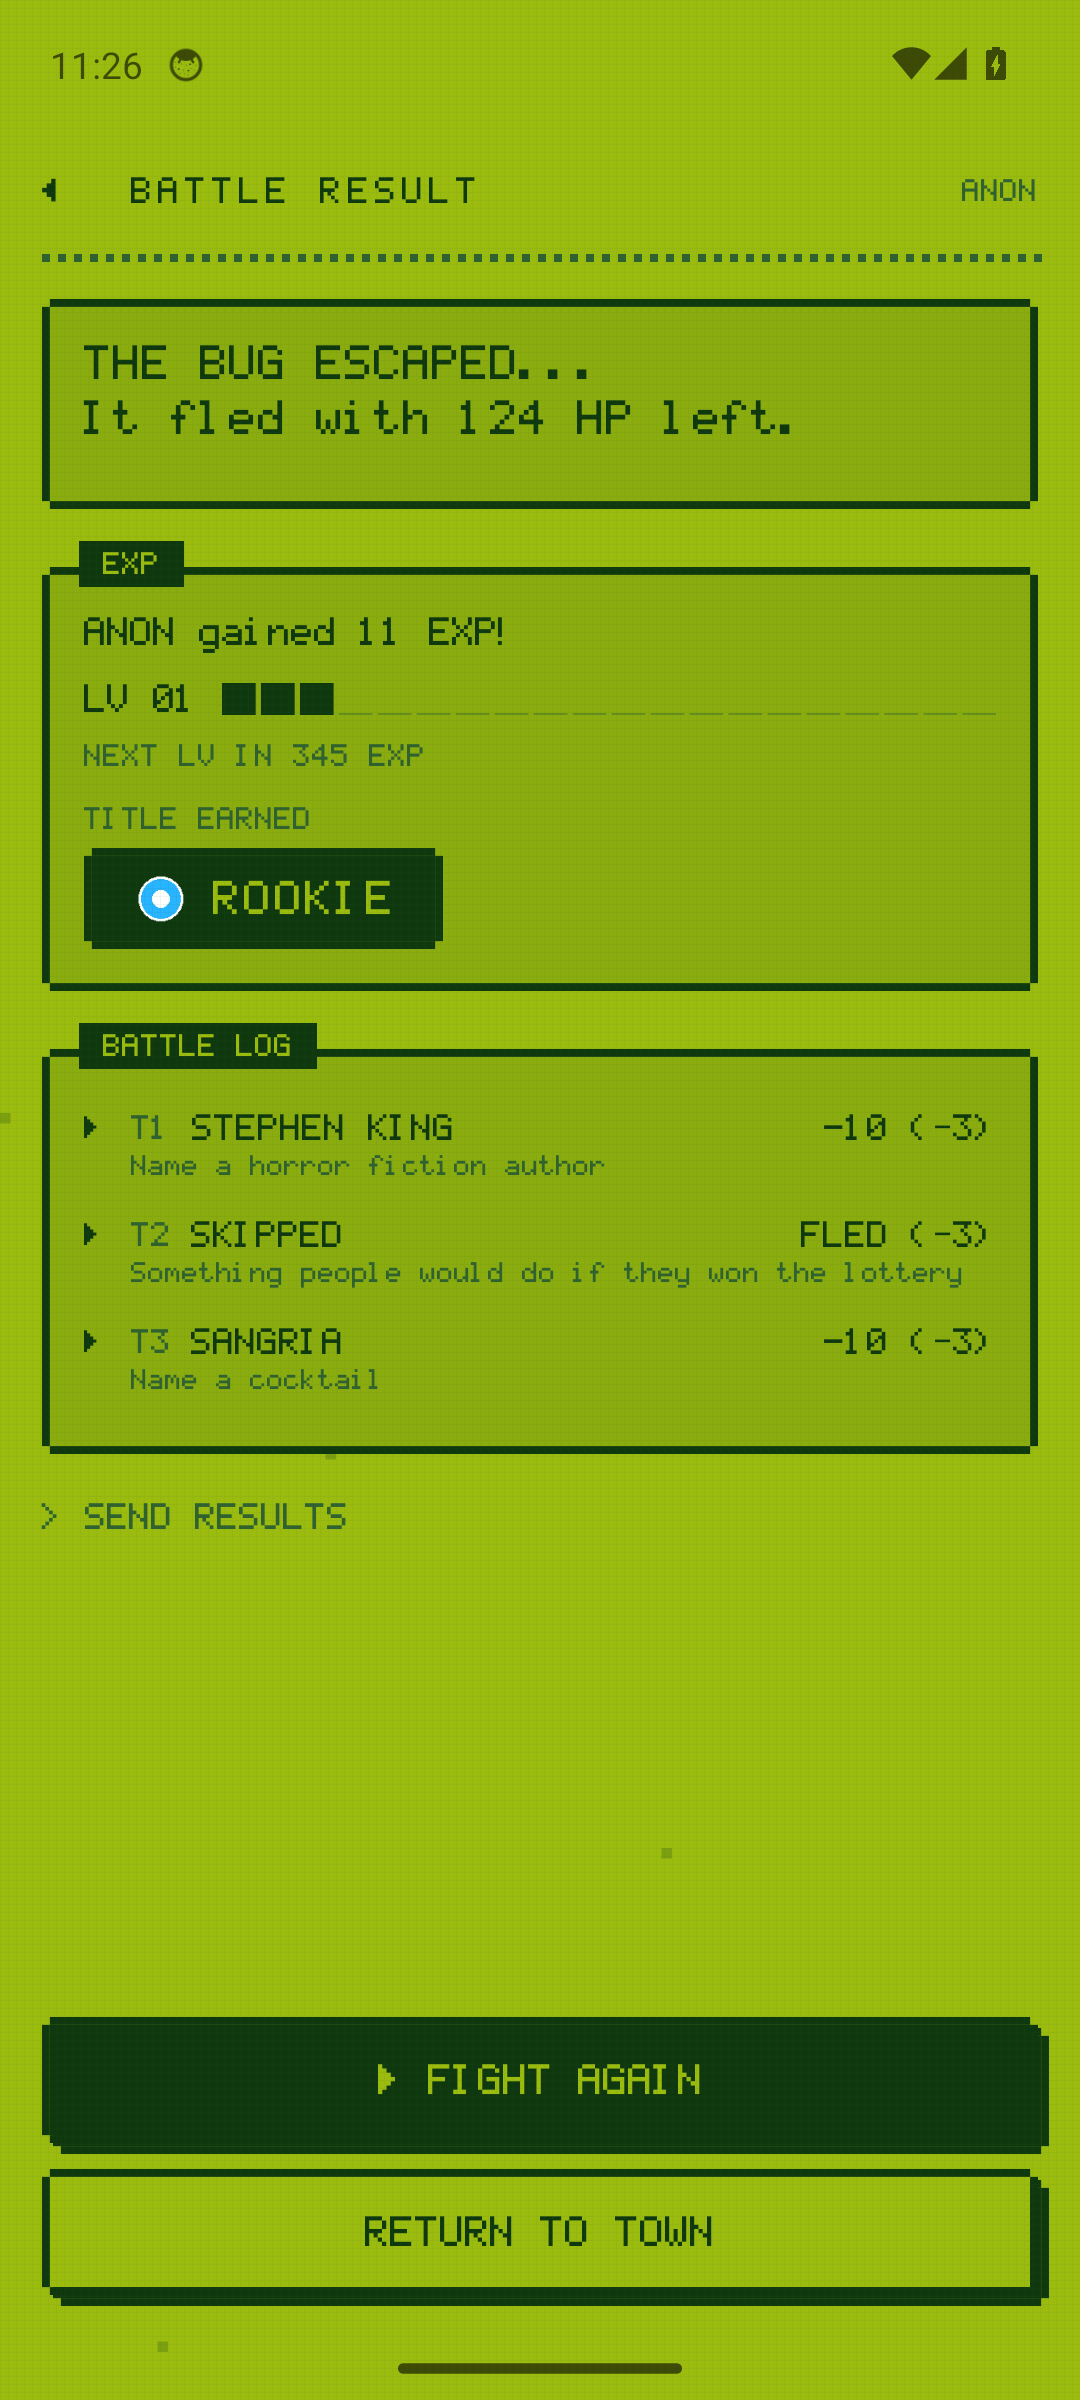 11:26
BATTLE RESULT
ANON
THE BUG ESCAPED...
It fled with 124 HP left.
EXP
ANON gained 11 EXP!
LV 01
NEXT LV IN 345 EXP
TITLE EARNED
ROOKIE
BATTLE LOG
T1 STEPHEN KING −10 (−3)
Name a horror fiction author
T2 SKIPPED FLED (−3)
Something people would do if they won the lottery
T3 SANGRIA −10 (−3)
Name a cocktail
> SEND RESULTS
FIGHT AGAIN
RETURN TO TOWN